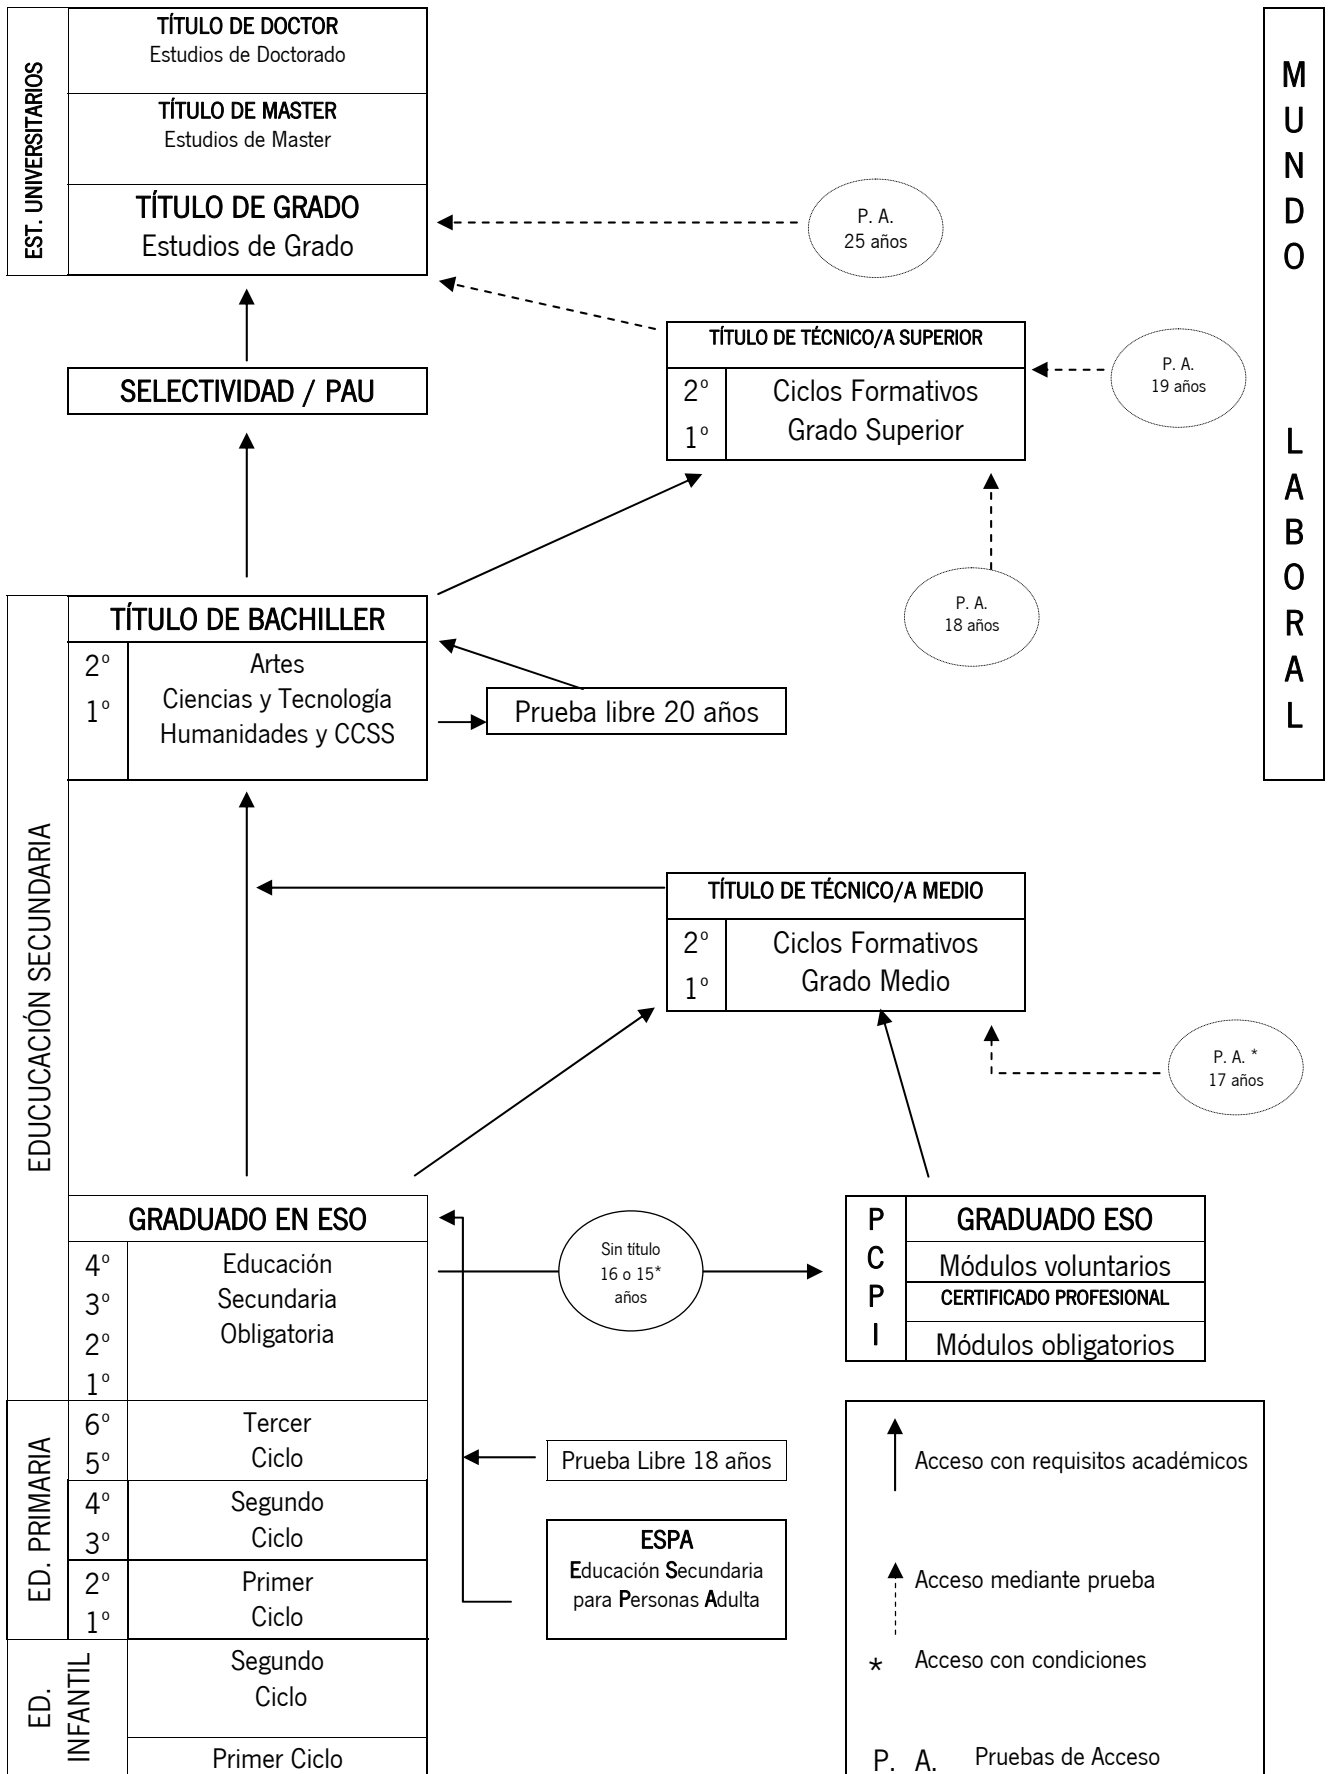 TÍTULO DE DOCTOR
Estudios de Doctorado
TÍTULO DE MASTER
Estudios de Master
TÍTULO DE GRADO
Estudios de Grado
EST. UNIVERSITARIOS
P. A.
25 años
MUNDO LABORAL
SELECTIVIDAD / PAU
TÍTULO DE TÉCNICO/A SUPERIOR
2º
1º
Ciclos Formativos
Grado Superior
P. A.
19 años
P. A.
18 años
TÍTULO DE BACHILLER
2º
1º
Artes
Ciencias y Tecnología
Humanidades y CCSS
Prueba libre 20 años
EDUCUCACIÓN SECUNDARIA
TÍTULO DE TÉCNICO/A MEDIO
2º
1º
Ciclos Formativos
Grado Medio
P. A. *
17 años
GRADUADO EN ESO
4º
3º
2º
1º
Educación
Secundaria
Obligatoria
Sin título
16 o 15*
años
PCPI
GRADUADO ESO
Módulos voluntarios
CERTIFICADO PROFESIONAL
Módulos obligatorios
ED. PRIMARIA
6º
5º
Tercer
Ciclo
4º
3º
Segundo
Ciclo
2º
1º
Primer
Ciclo
Prueba Libre 18 años
ESPA
Educación Secundaria
para Personas Adulta
ED.
INFANTIL
Segundo
Ciclo
Primer Ciclo
Acceso con requisitos académicos
Acceso mediante prueba
* Acceso con condiciones
P. A. Pruebas de Acceso